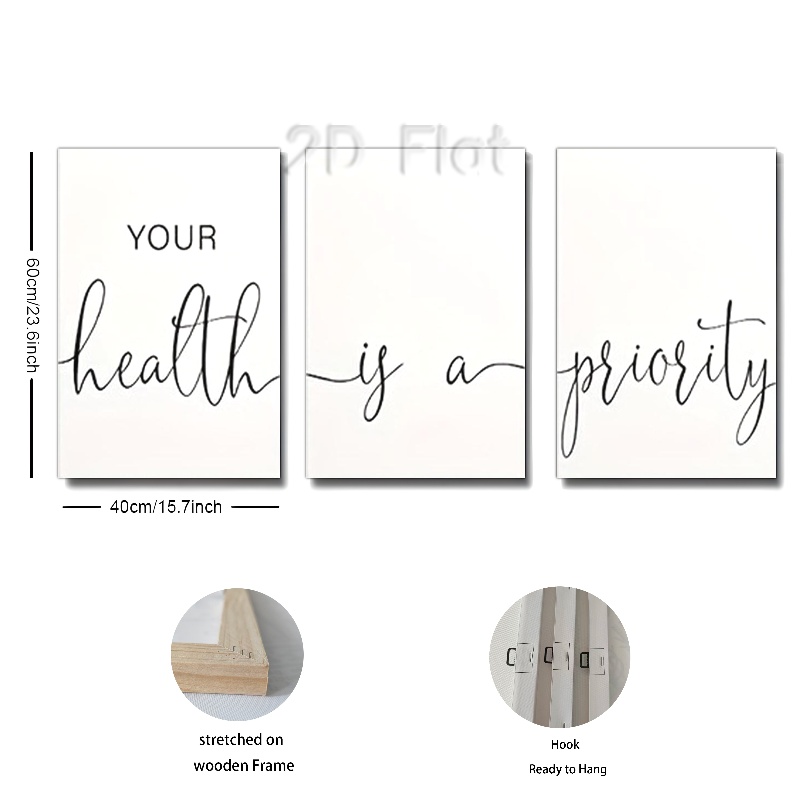 2D Flat
YOUR
health is a priority
60cm/23.6inch
40cm/15.7inch
stretched on
wooden Frame
Hook
Ready to Hang